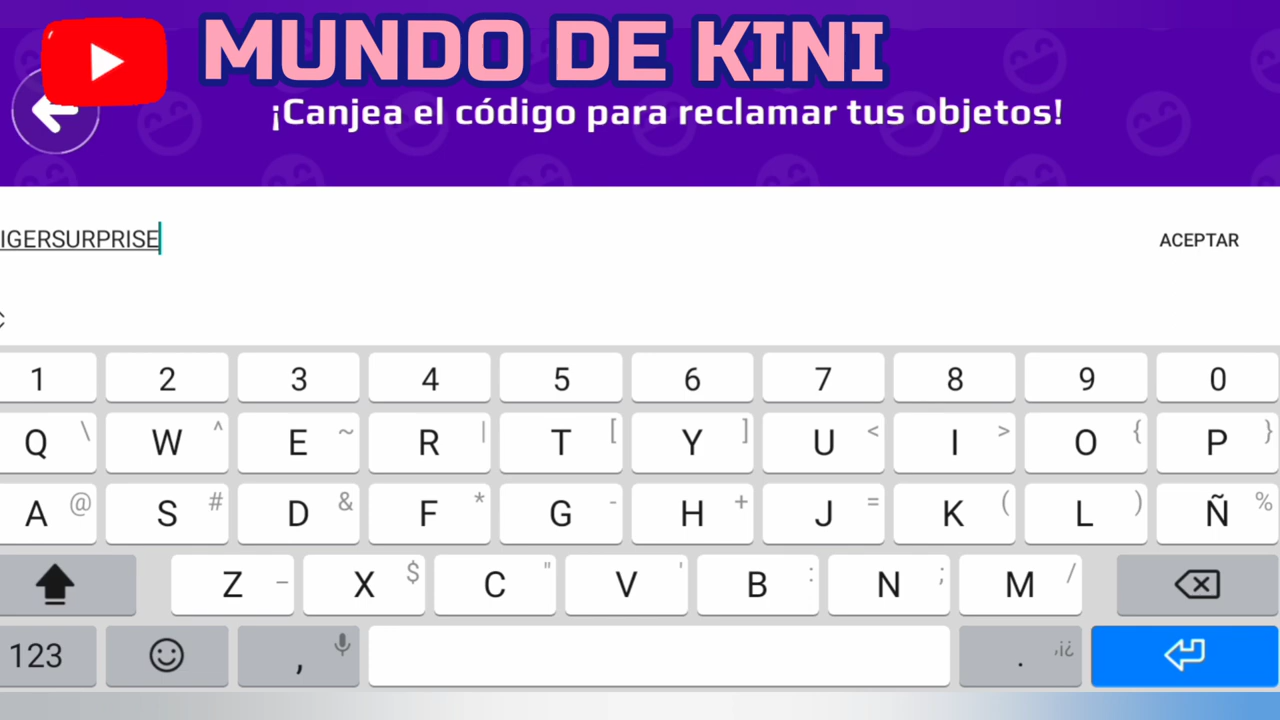 MUNDO DE KINI
¡Canjea el código para reclamar tus objetos!
IGERSURPRISE
ACEPTAR
1 2 3 4 5 6 7 8 9 0
Q \ W ^ E ~ R | T [ Y ] U < I > O { P }
A @ S # D & F * G - H + J = K ( L ) Ñ %
Z _ X $ C " V ' B : N ; M /
123 , . ,¡¿